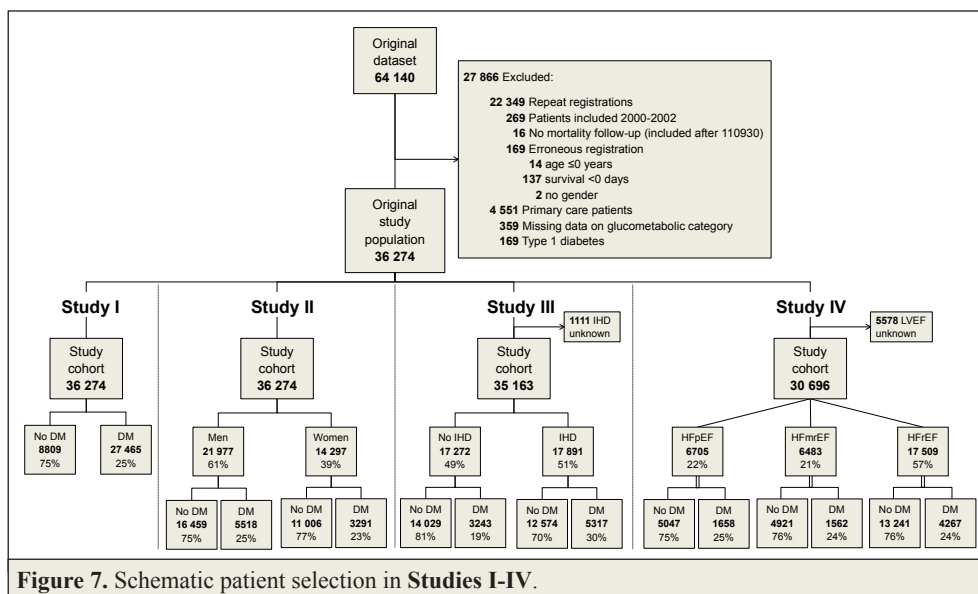 Original
dataset
64 140
27 866 Excluded:
22 349 Repeat registrations
269 Patients included 2000-2002
16 No mortality follow-up (included after 110930)
169 Erroneous registration
14 age ≤0 years
137 survival <0 days
2 no gender
4 551 Primary care patients
359 Missing data on glucometabolic category
169 Type 1 diabetes
Original
study
population
36 274
Study I
Study
cohort
36 274
No DM
8809
75%
DM
27 465
25%
Study II
Study
cohort
36 274
Men
21 977
61%
Women
14 297
39%
No DM
16 459
75%
DM
5518
25%
No DM
11 006
77%
DM
3291
23%
Study III
1111 IHD
unknown
Study
cohort
35 163
No IHD
17 272
49%
IHD
17 891
51%
No DM
14 029
81%
DM
3243
19%
No DM
12 574
70%
DM
5317
30%
Study IV
5578 LVEF
unknown
Study
cohort
30 696
HFpEF
6705
22%
HFmrEF
6483
21%
HFrEF
17 509
57%
No DM
5047
75%
DM
1658
25%
No DM
4921
76%
DM
1562
24%
No DM
13 241
76%
DM
4267
24%
Figure 7. Schematic patient selection in Studies I-IV.